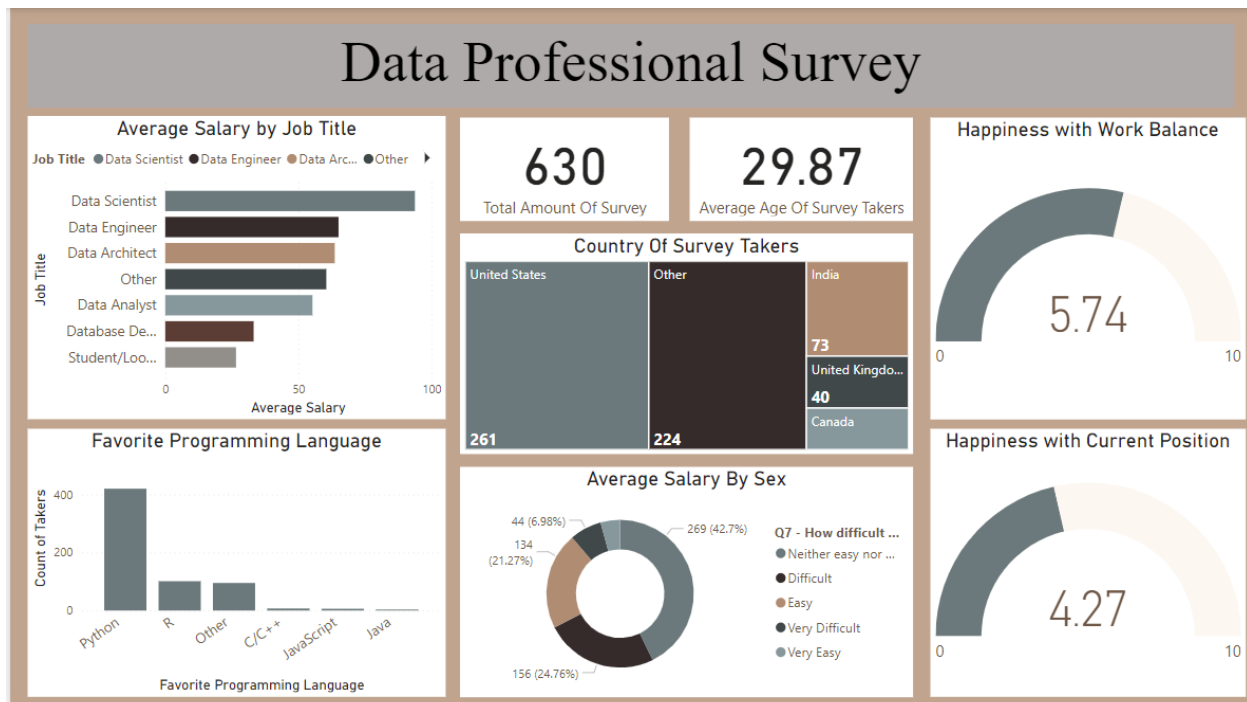 Data Professional Survey
Average Salary by Job Title
Job Title Data Scientist Data Engineer Data Arc... Other
Job Title
Data Scientist
Data Engineer
Data Architect
Other
Data Analyst
Database De...
Student/Loo...
0 50 100
Average Salary
630
Total Amount Of Survey
29.87
Average Age Of Survey Takers
Country Of Survey Takers
United States
261
Other
224
India
73
United Kingdo...
40
Canada
Happiness with Work Balance
5.74
0 10
Favorite Programming Language
Count of Takers
400
200
0
Python
R
Other
C/C++
JavaScript
Java
Favorite Programming Language
Average Salary By Sex
44 (6.98%)
134
(21.27%)
269 (42.7%)
156 (24.76%)
Q7 - How difficult ...
Neither easy nor ...
Difficult
Easy
Very Difficult
Very Easy
Happiness with Current Position
4.27
0 10